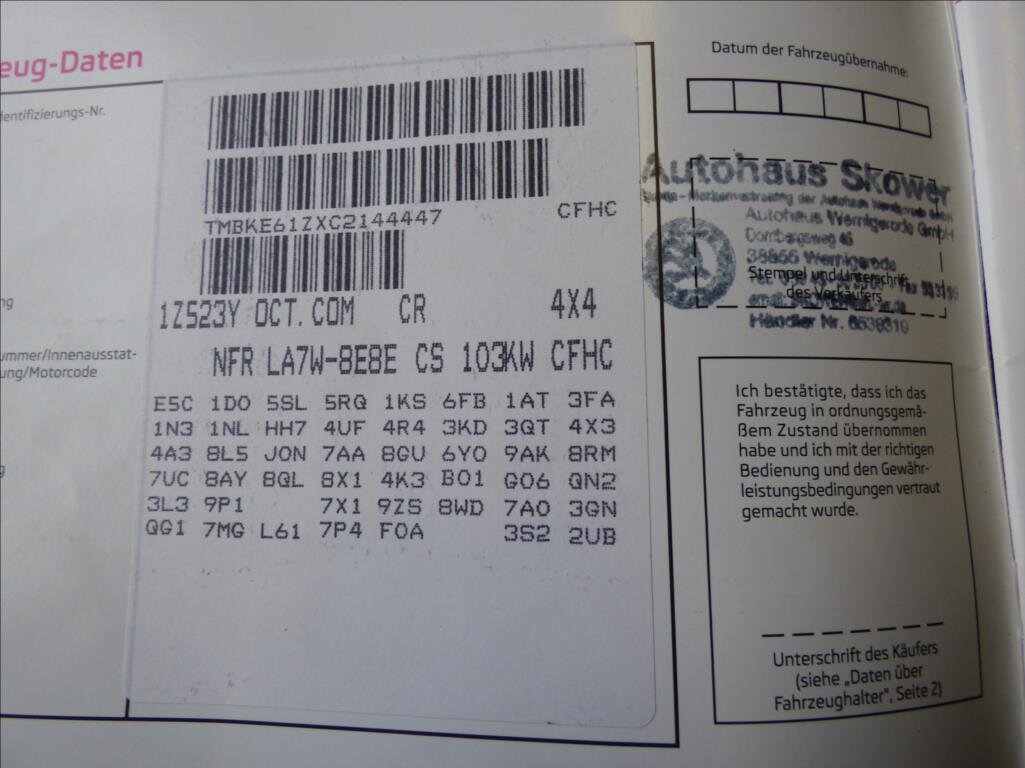 eug-Daten
dentifizierungs-Nr.
TMBKE61ZXC2144447 CFHC
1Z523Y OCT. COM CR 4X4
NFR LA7W-8E8E CS 103KW CFHC
E5C 1D0 5SL 5RQ 1KS 6FB 1AT 3FA
1N3 1NL HH7 4UF 4R4 3KD 3QT 4X3
4A3 8L5 J0N 7AA 8GU 6Y0 9AK 8RM
7UC 8AY 8QL 8X1 4K3 B01 G06 QN2
3L3 9P1 7X1 9ZS 8WD 7A0 3GN
QG1 7MG L61 7P4 F0A 3S2 2UB
ng
ummer/Innenausstat-
ung/Motorcode
g
Datum der Fahrzeugübernahme:
Autohaus Skower
Autohaus Wernigerode GmbH
Dornbergsweg 45
38855 Wernigerode
Stempel und Unterschrift
des Verkäufers
Händler Nr.
Ich bestätigte, dass ich das
Fahrzeug in ordnungsgemä-
ßem Zustand übernommen
habe und ich mit der richtigen
Bedienung und den Gewähr-
leistungsbedingungen vertraut
gemacht wurde.
Unterschrift des Käufers
(siehe „Daten über
Fahrzeughalter", Seite 2)